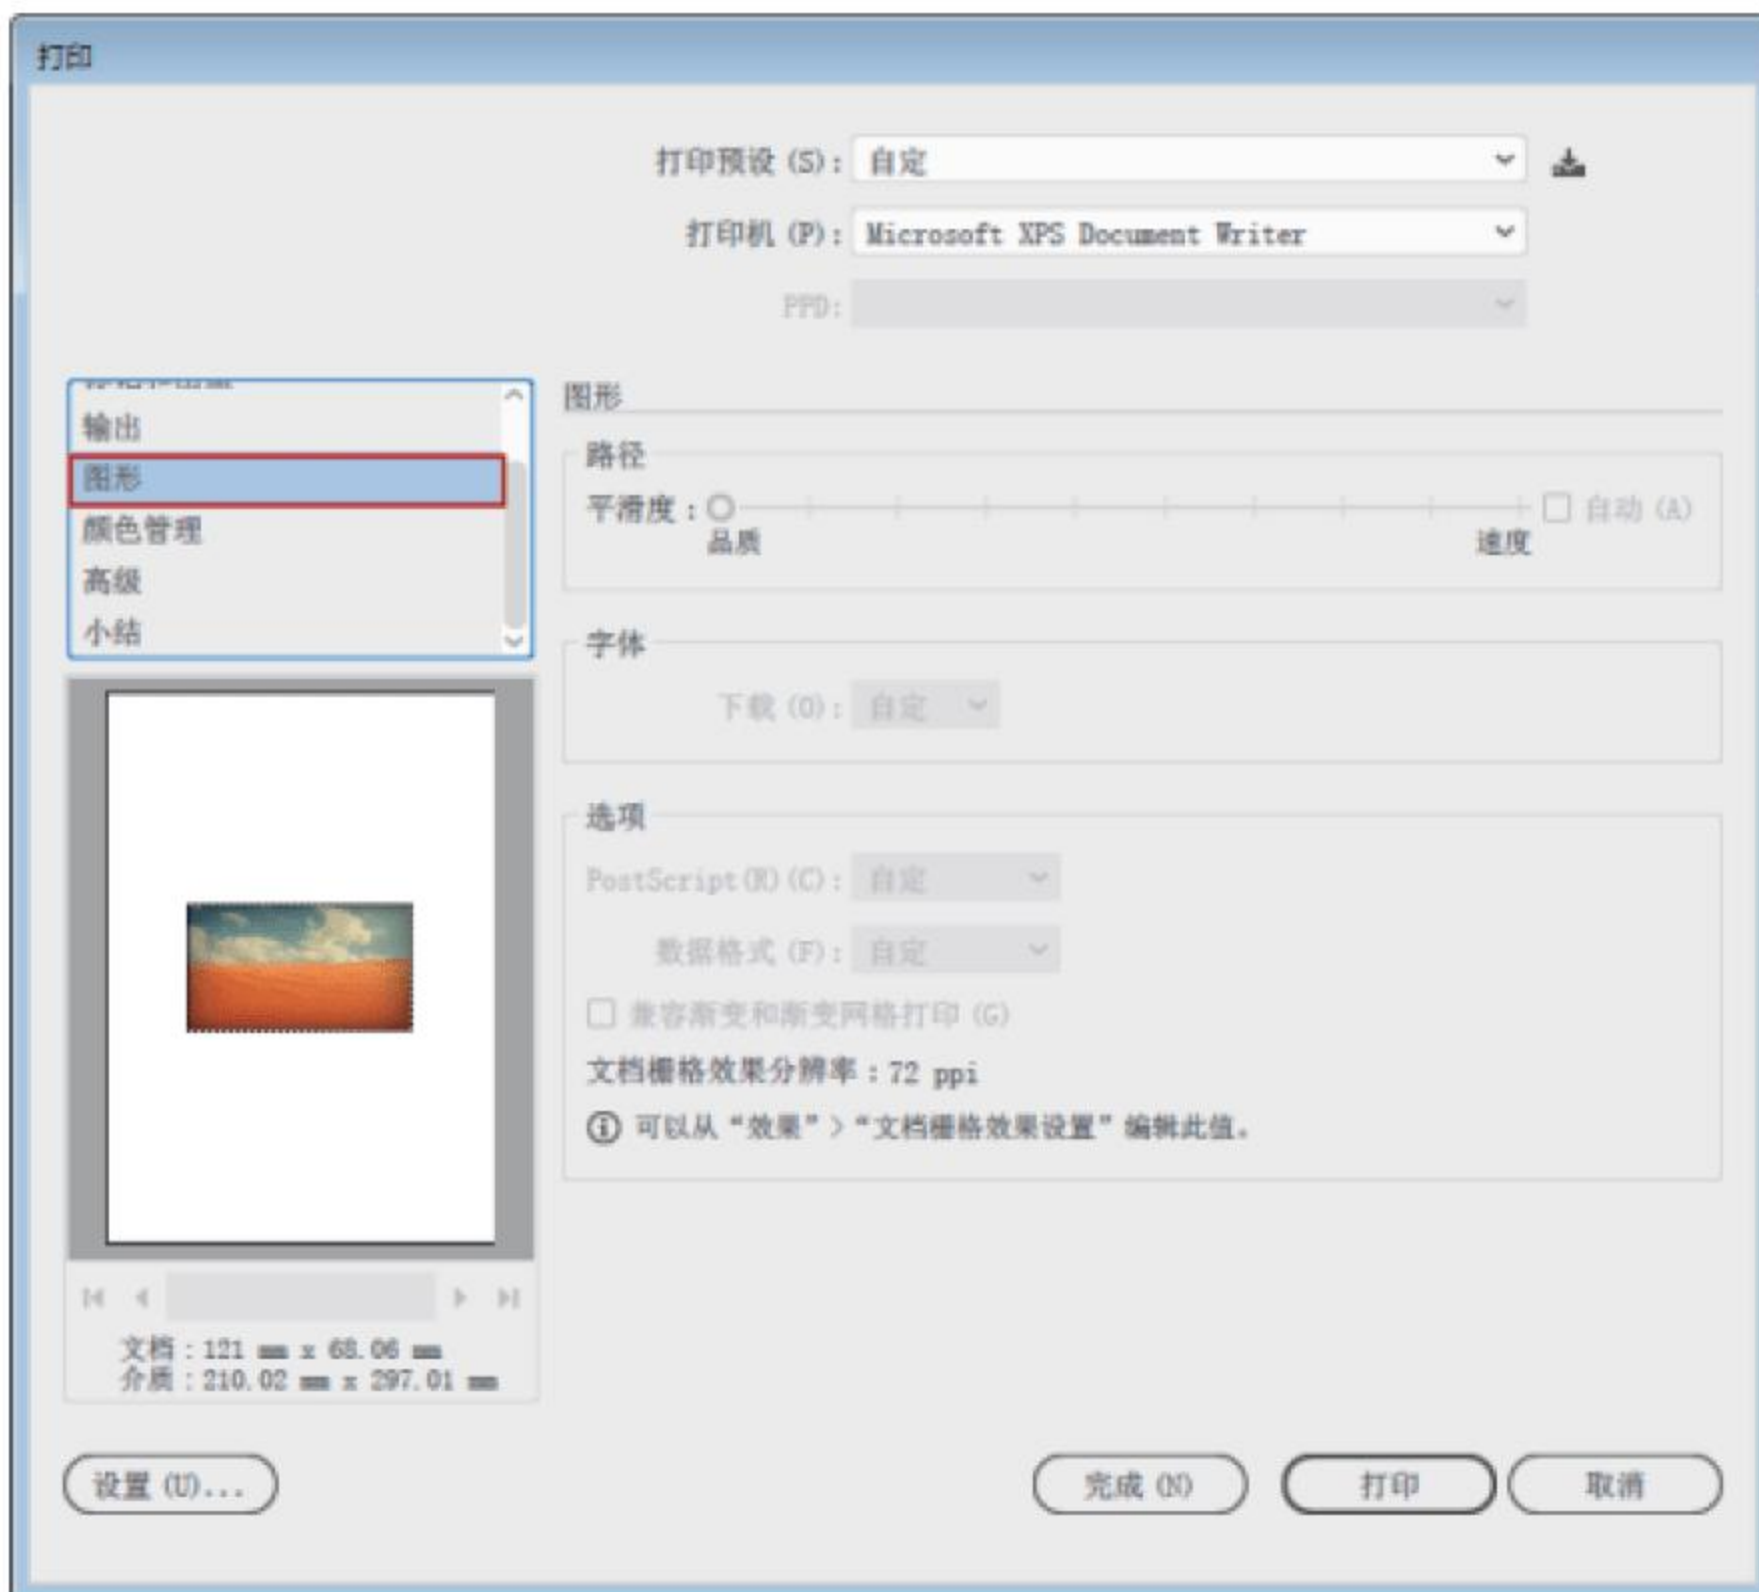 打印
打印预设 (S): 自定
打印机 (P): Microsoft XPS Document Writer
PPD:
输出
图形
颜色管理
高级
小结
图形
路径
平滑度: 自动 (A)
品质 速度
字体
下载 (O): 自定
选项
PostScript(R)(C): 自定
数据格式 (F): 自定
兼容渐变和渐变网格打印 (G)
文档栅格效果分辨率:72 ppi
可以从“效果”>“文档栅格效果设置”编辑此值。
文档:121 mm x 68.06 mm
介质:210.02 mm x 297.01 mm
设置 (U)... 完成 (N) 打印 取消